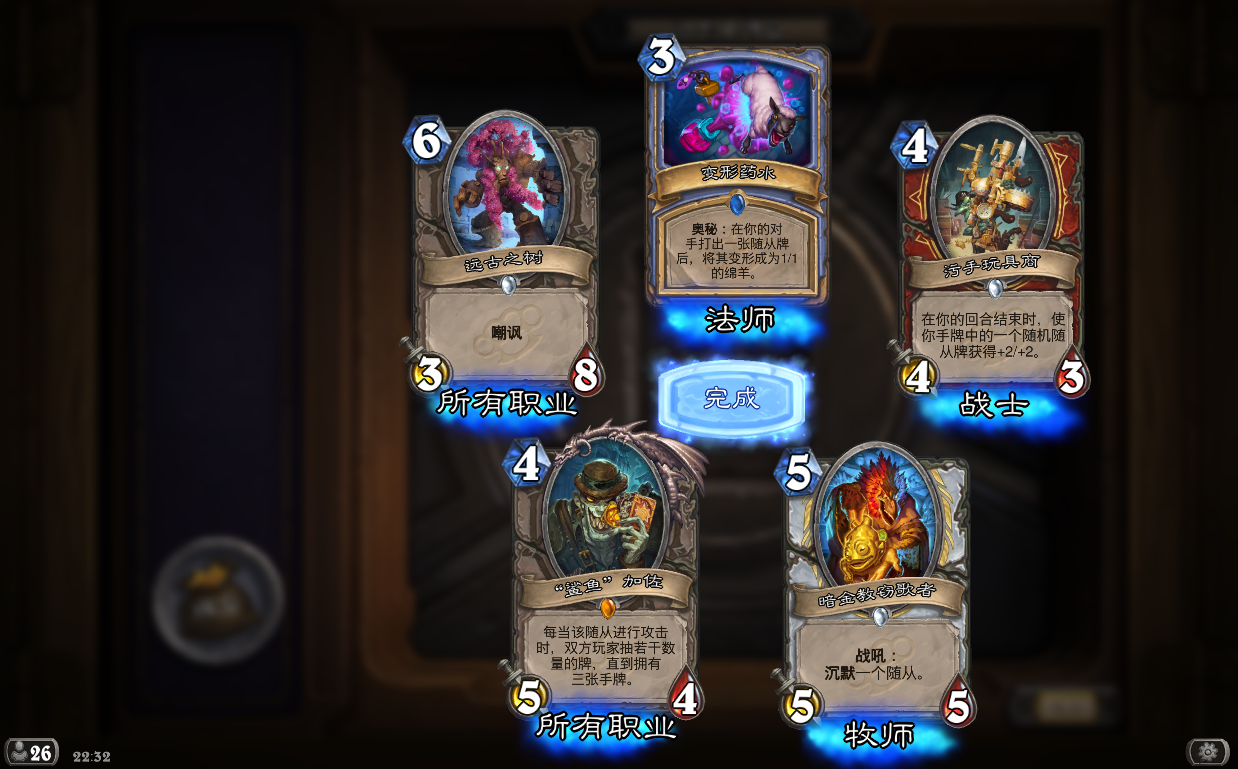 3
变形药水
奥秘：在你的对
手打出一张随从牌
后，将其变形成为1/1
的绵羊。
法师
6
远古之树
嘲讽
3
8
所有职业
4
污手玩具商
在你的回合结束时，使
你手牌中的一个随机随
从牌获得+2/+2。
4
3
战士
完成
4
“鲨鱼”加佐
每当该随从进行攻击
时，双方玩家抽若干数
量的牌，直到拥有
三张手牌。
5
4
所有职业
5
暗金教窃歌者
战吼：
沉默一个随从。
5
5
牧师
26
22:32